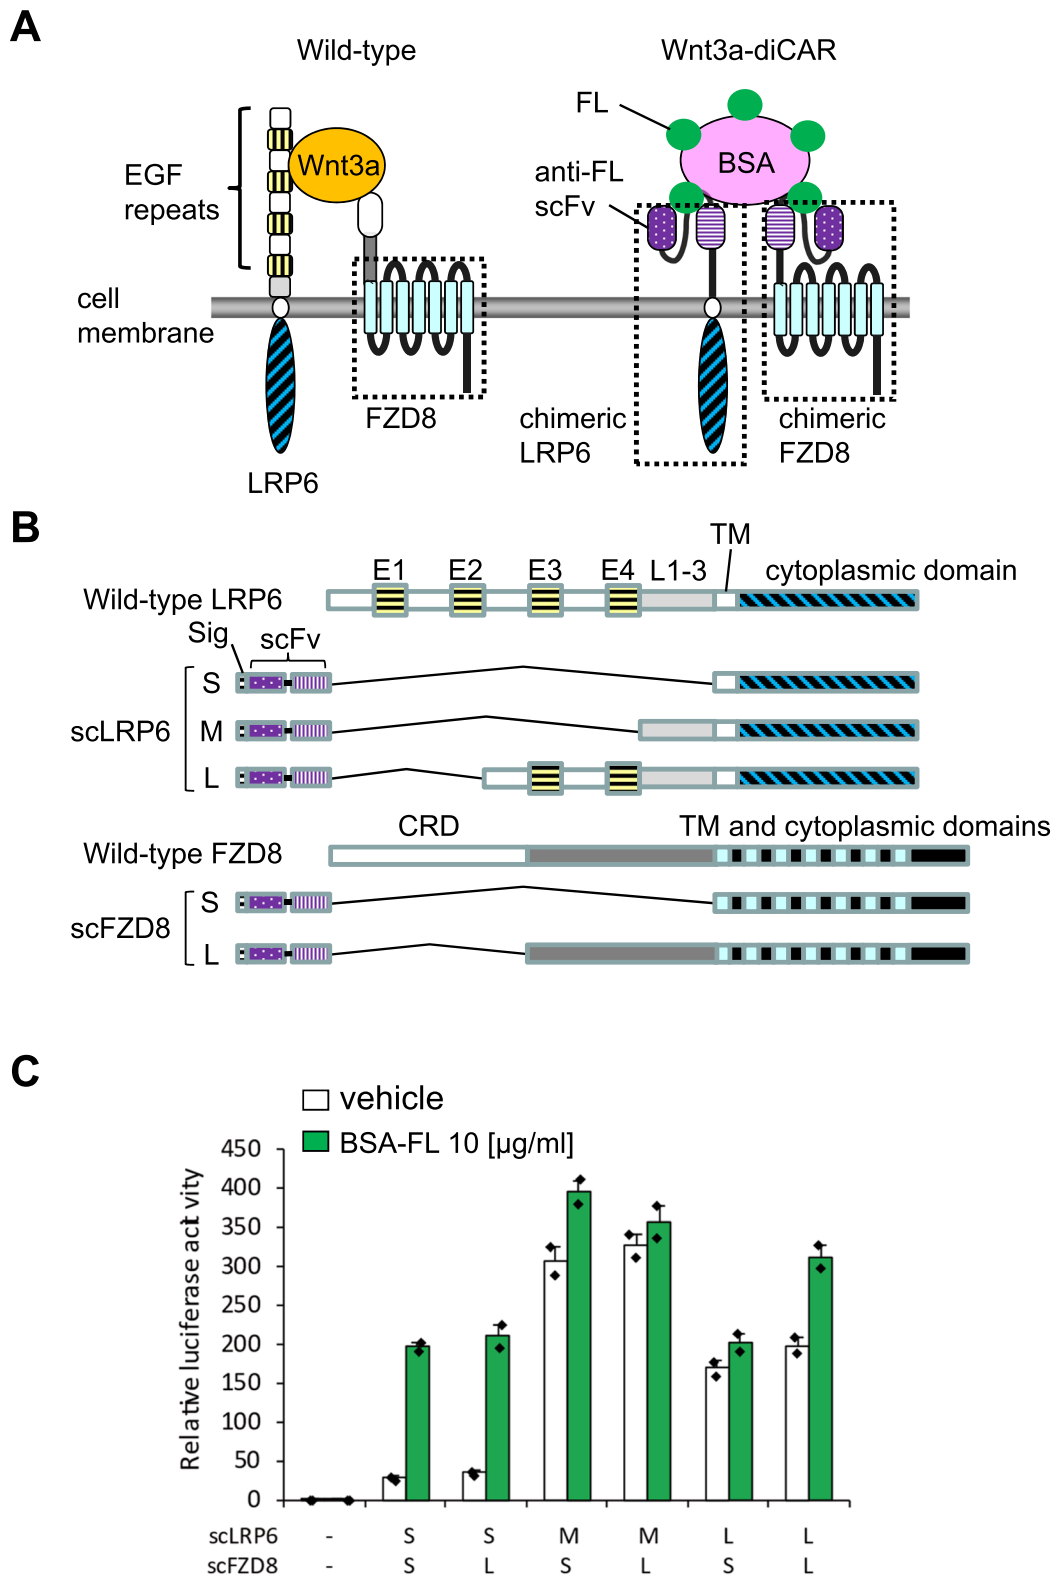 A
Wild-type
Wnt3a-diCAR
FL
EGF
repeats
Wnt3a
anti-FL
scFv
BSA
cell
membrane
FZD8
LRP6
chimeric
LRP6
chimeric
FZD8
B
TM
E1 E2 E3 E4 L1-3 cytoplasmic domain
Wild-type LRP6
Sig scFv
S
scLRP6 M
L
CRD TM and cytoplasmic domains
Wild-type FZD8
S
scFZD8
L
C
vehicle
BSA-FL 10 [µg/ml]
Relative luciferase activity
450
400
350
300
250
200
150
100
50
0
scLRP6 - S S M M L L
scFZD8 - S L S L S L